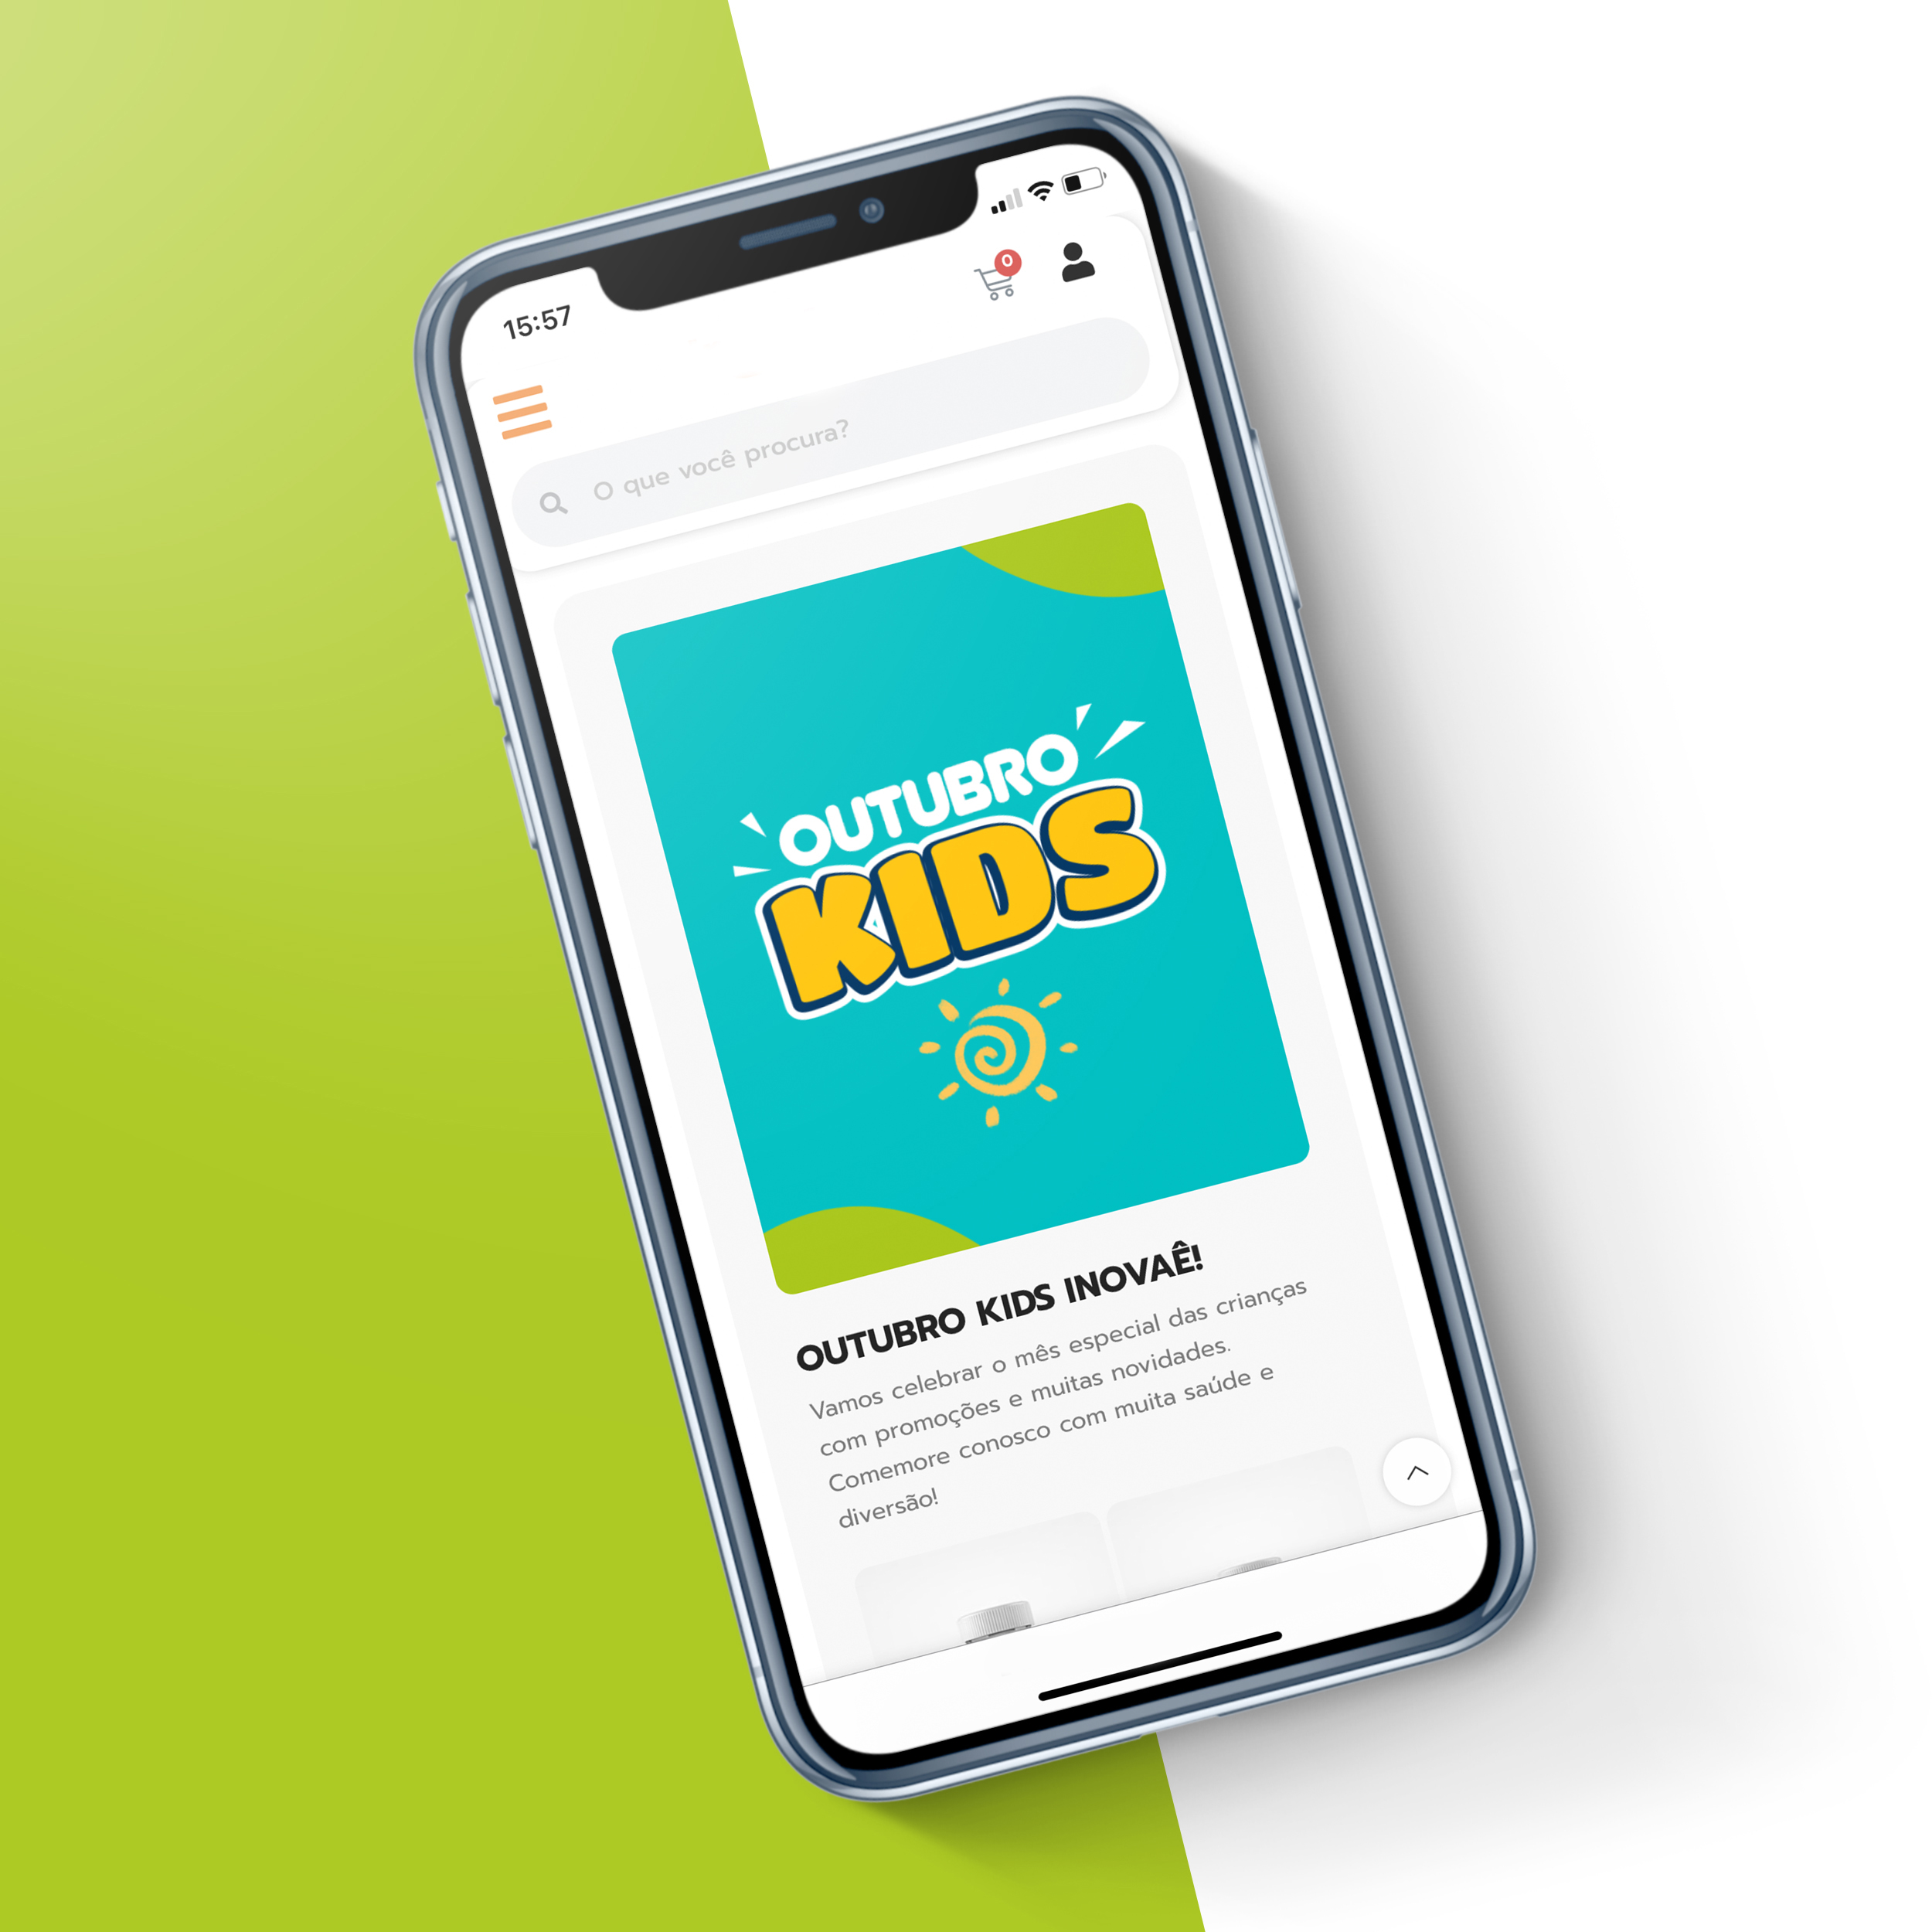 15:57
0
O que você procura?
OUTUBRO
KIDS
OUTUBRO KIDS INOVAÊ!
Vamos celebrar o mês especial das crianças
com promoções e muitas novidades.
Comemore conosco com muita saúde e
diversão!